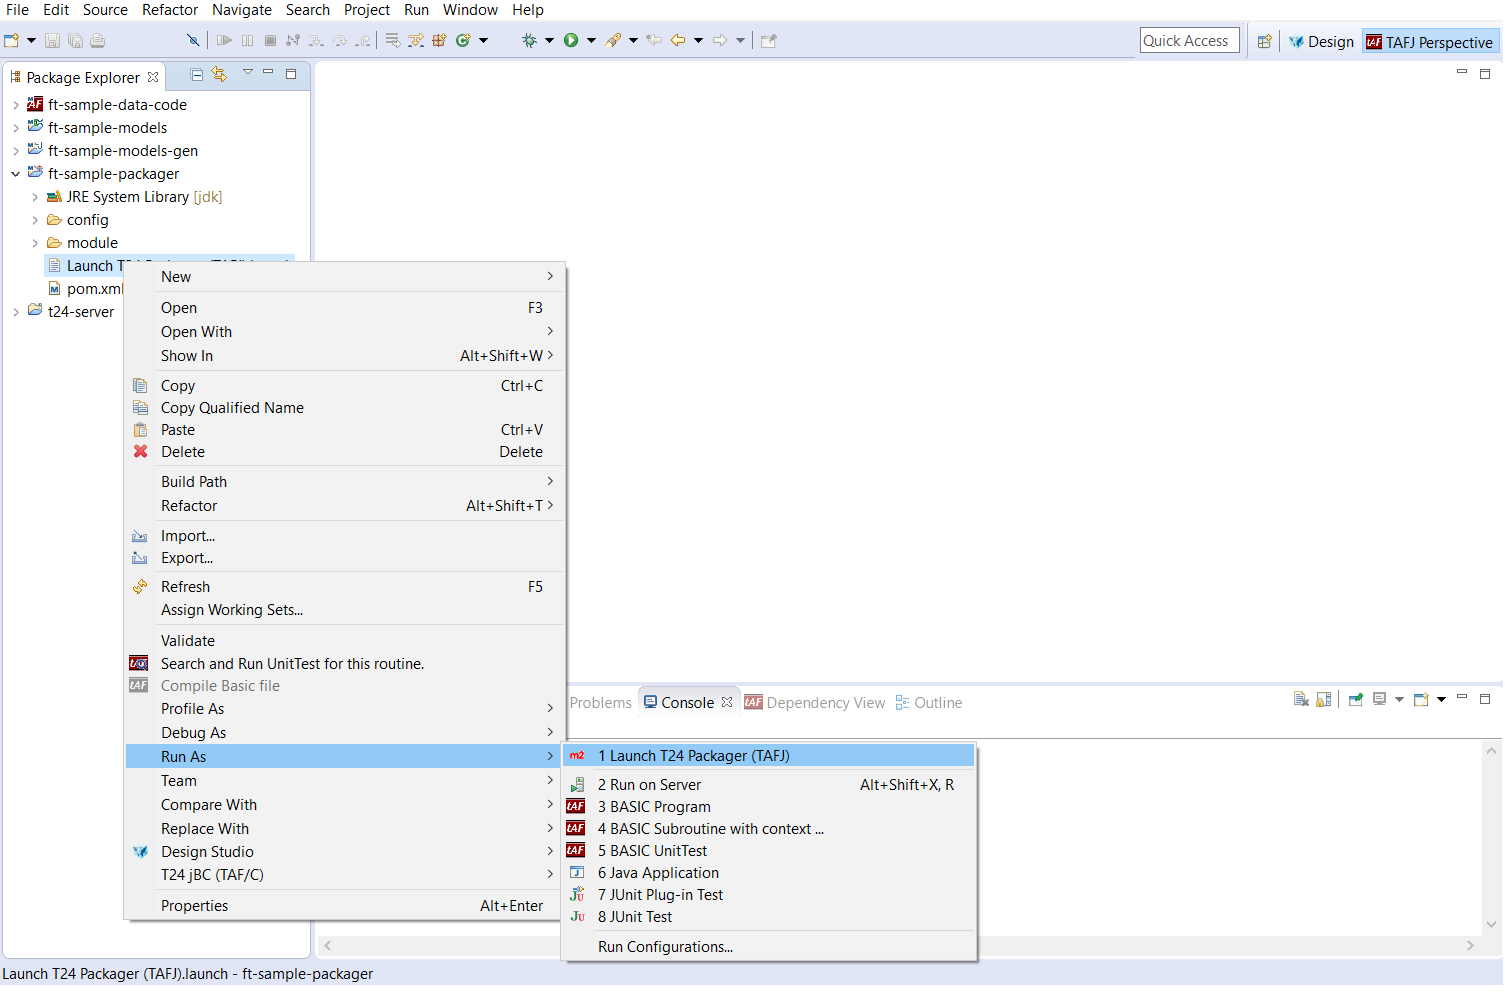 File Edit Source Refactor Navigate Search Project Run Window Help
Quick Access
Design
TAFJ Perspective
Package Explorer
ft-sample-data-code
ft-sample-models
ft-sample-models-gen
ft-sample-packager
JRE System Library [jdk]
config
module
Launch T
pom.xml
t24-server
New
Open F3
Open With
Show In Alt+Shift+W
Copy Ctrl+C
Copy Qualified Name
Paste Ctrl+V
Delete Delete
Build Path
Refactor Alt+Shift+T
Import...
Export...
Refresh F5
Assign Working Sets...
Validate
Search and Run UnitTest for this routine.
Compile Basic file
Profile As
Debug As
Run As
Team
Compare With
Replace With
Design Studio
T24 jBC (TAF/C)
Properties Alt+Enter
Problems Console Dependency View Outline
m2 1 Launch T24 Packager (TAFJ)
2 Run on Server Alt+Shift+X, R
3 BASIC Program
4 BASIC Subroutine with context ...
5 BASIC UnitTest
6 Java Application
7 JUnit Plug-in Test
8 JUnit Test
Run Configurations...
Launch T24 Packager (TAFJ).launch - ft-sample-packager